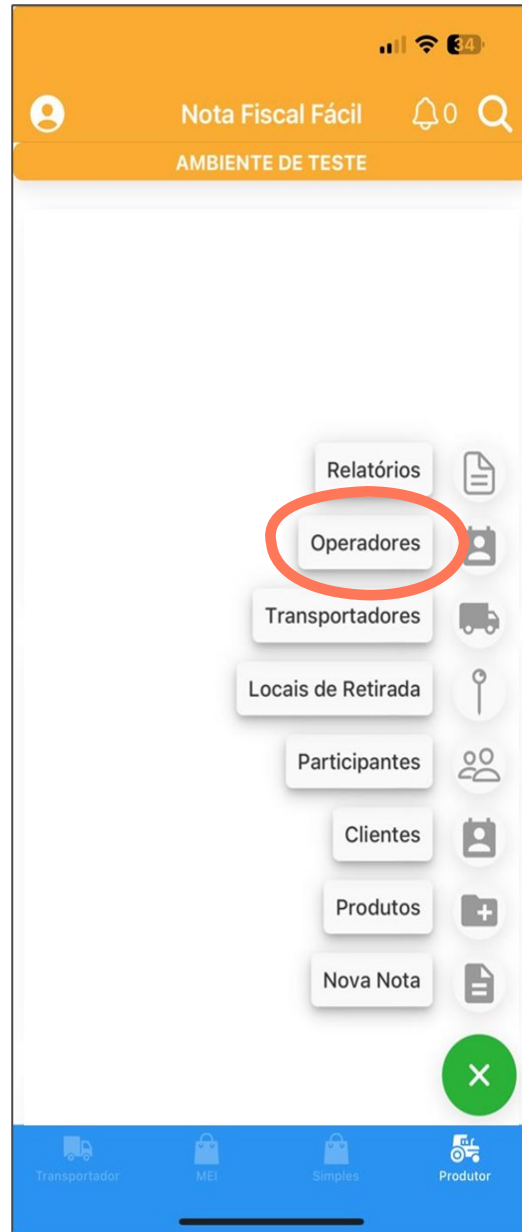 34
Nota Fiscal Fácil 0
AMBIENTE DE TESTE
Relatórios
Operadores
Transportadores
Locais de Retirada
Participantes
Clientes
Produtos
Nova Nota
Transportador MEI Simples Produtor